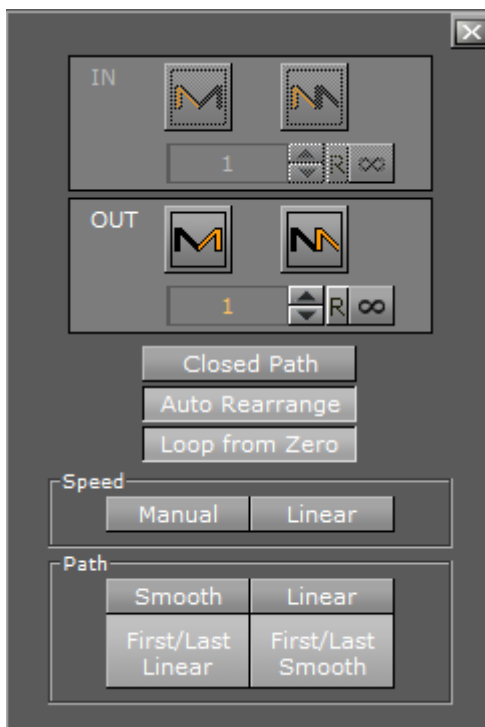 IN
1
R
∞
OUT
1
R
∞
Closed Path
Auto Rearrange
Loop from Zero
Speed
Manual Linear
Path
Smooth Linear
First/Last First/Last
Linear Smooth